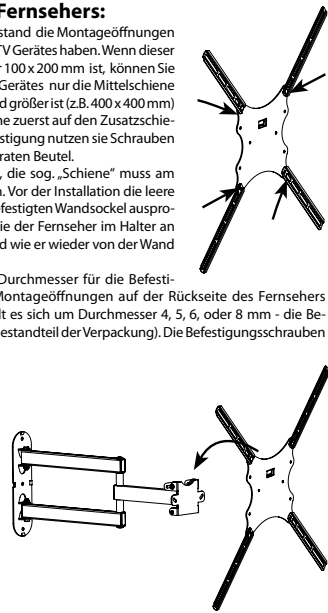 Fernsehers:
stand die Montageöffnungen
TV Gerätes haben. Wenn dieser
r 100 x 200 mm ist, können Sie
Gerätes nur die Mittelschiene
d größer ist (z.B. 400 x 400 mm)
ne zuerst auf den Zusatzschie-
estigung nutzen sie Schrauben
raten Beutel.
, die sog. „Schiene“ muss am
n. Vor der Installation die leere
efestigten Wandsockel auspro-
ie der Fernseher im Halter an
d wie er wieder von der Wand
Durchmesser für die Befesti-
Montageöffnungen auf der Rückseite des Fernsehers
lt es sich um Durchmesser 4, 5, 6, oder 8 mm - die Be-
estandteil der Verpackung). Die Befestigungsschrauben